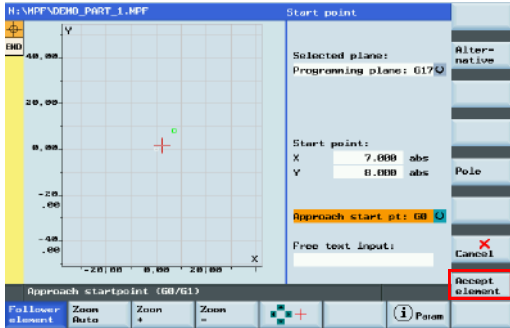 N:\MPF\DEMO_PART_1.MPF
Start point
END
Y
40,00
20,00
0,00
-20
,00
-40
,00
-20,00
0,00
20,00
X
Selected plane:
Programming plane: G17
Start point:
X 7.000 abs
Y 8.000 abs
Approach start pt: G0
Free text input:
Alter-
native
Pole
Cancel
Accept
element
Approach startpoint (G0/G1)
Follower
element
Zoom
Auto
Zoom
+
Zoom
-
i Param